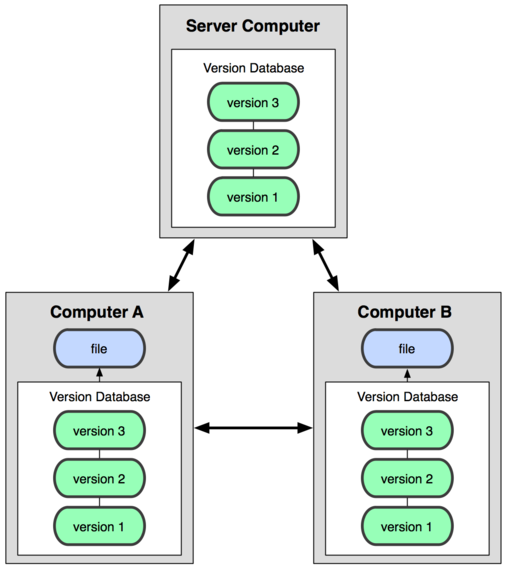 Server Computer
Version Database
version 3
version 2
version 1
Computer A
file
Version Database
version 3
version 2
version 1
Computer B
file
Version Database
version 3
version 2
version 1